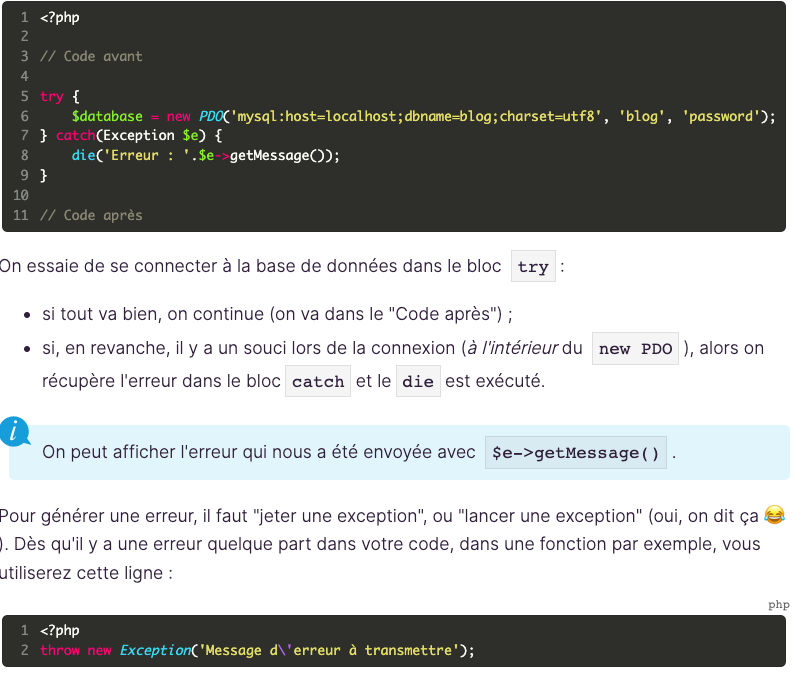 1 <?php
2
3 // Code avant
4
5 try {
6     $database = new PDO('mysql:host=localhost;dbname=blog;charset=utf8', 'blog', 'password');
7 } catch(Exception $e) {
8     die('Erreur : '.$e->getMessage());
9 }
10
11 // Code après
On essaie de se connecter à la base de données dans le bloc try :
• si tout va bien, on continue (on va dans le "Code après") ;
• si, en revanche, il y a un souci lors de la connexion (à l'intérieur du new PDO ), alors on
récupère l'erreur dans le bloc catch et le die est exécuté.
i
On peut afficher l'erreur qui nous a été envoyée avec $e->getMessage() .
Pour générer une erreur, il faut "jeter une exception", ou "lancer une exception" (oui, on dit ça 😂
). Dès qu'il y a une erreur quelque part dans votre code, dans une fonction par exemple, vous
utiliserez cette ligne :
php
1 <?php
2 throw new Exception('Message d\'erreur à transmettre');